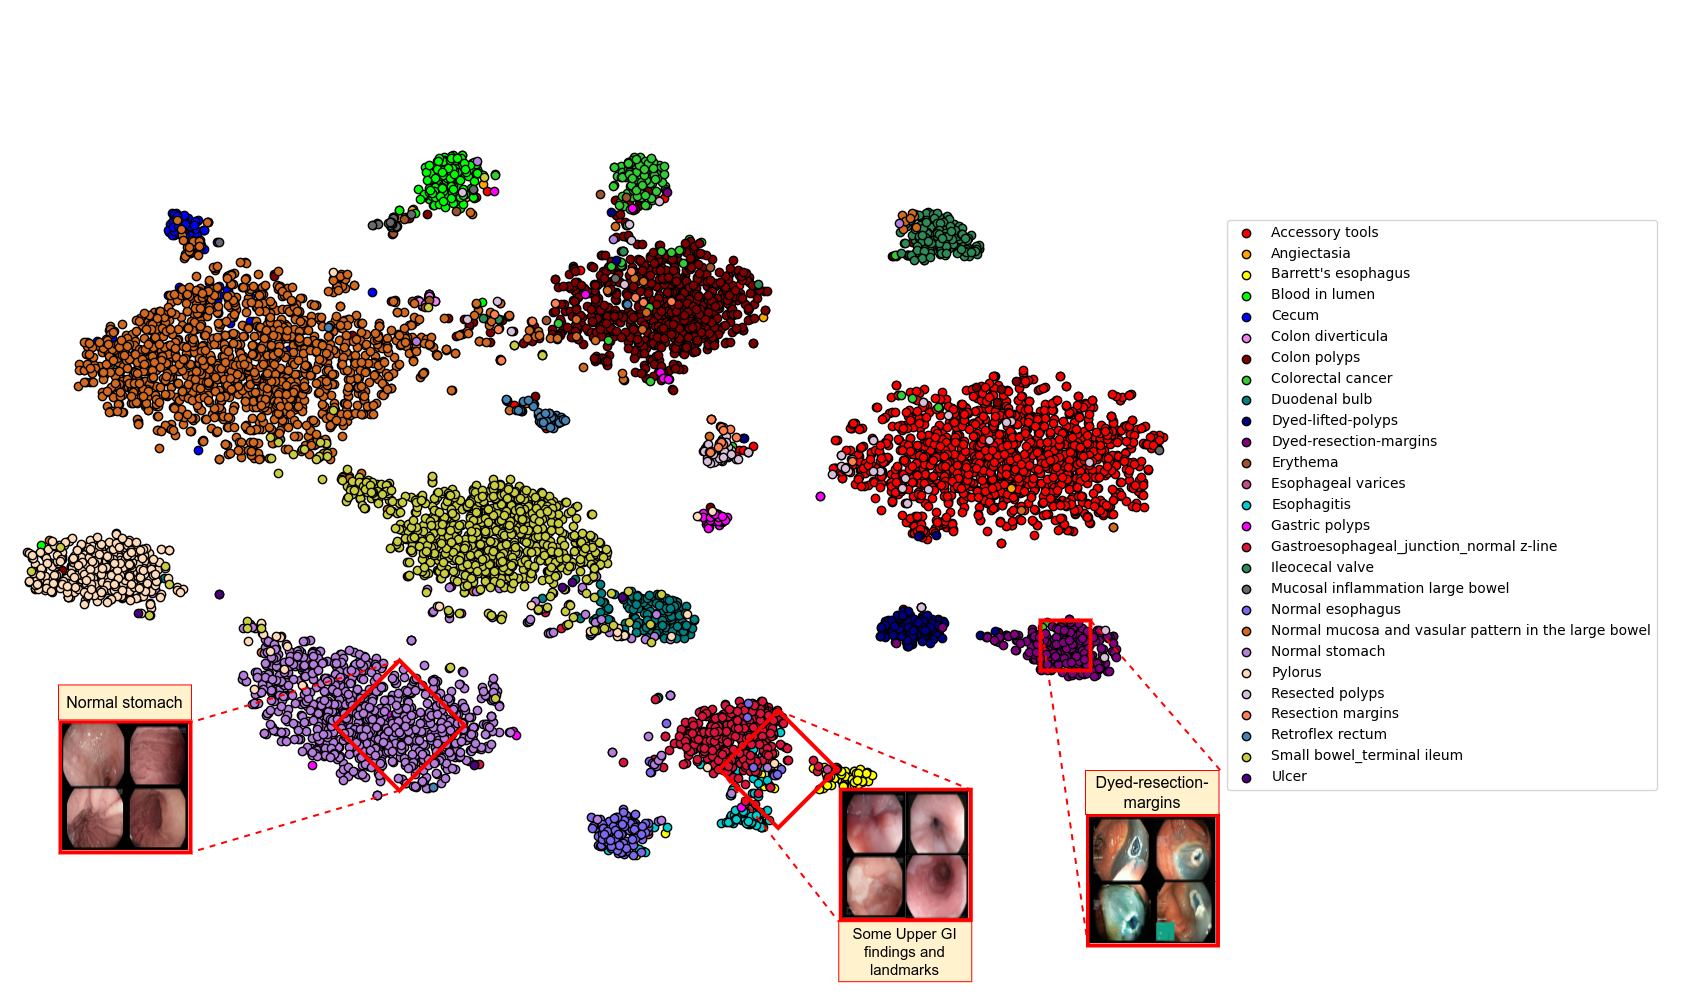 Accessory tools
Angiectasia
Barrett's esophagus
Blood in lumen
Cecum
Colon diverticula
Colon polyps
Colorectal cancer
Duodenal bulb
Dyed-lifted-polyps
Dyed-resection-margins
Erythema
Esophageal varices
Esophagitis
Gastric polyps
Gastroesophageal_junction_normal z-line
Ileocecal valve
Mucosal inflammation large bowel
Normal esophagus
Normal mucosa and vasular pattern in the large bowel
Normal stomach
Pylorus
Resected polyps
Resection margins
Retroflex rectum
Small bowel_terminal ileum
Ulcer
Normal stomach
Some Upper GI
findings and
landmarks
Dyed-resection-
margins